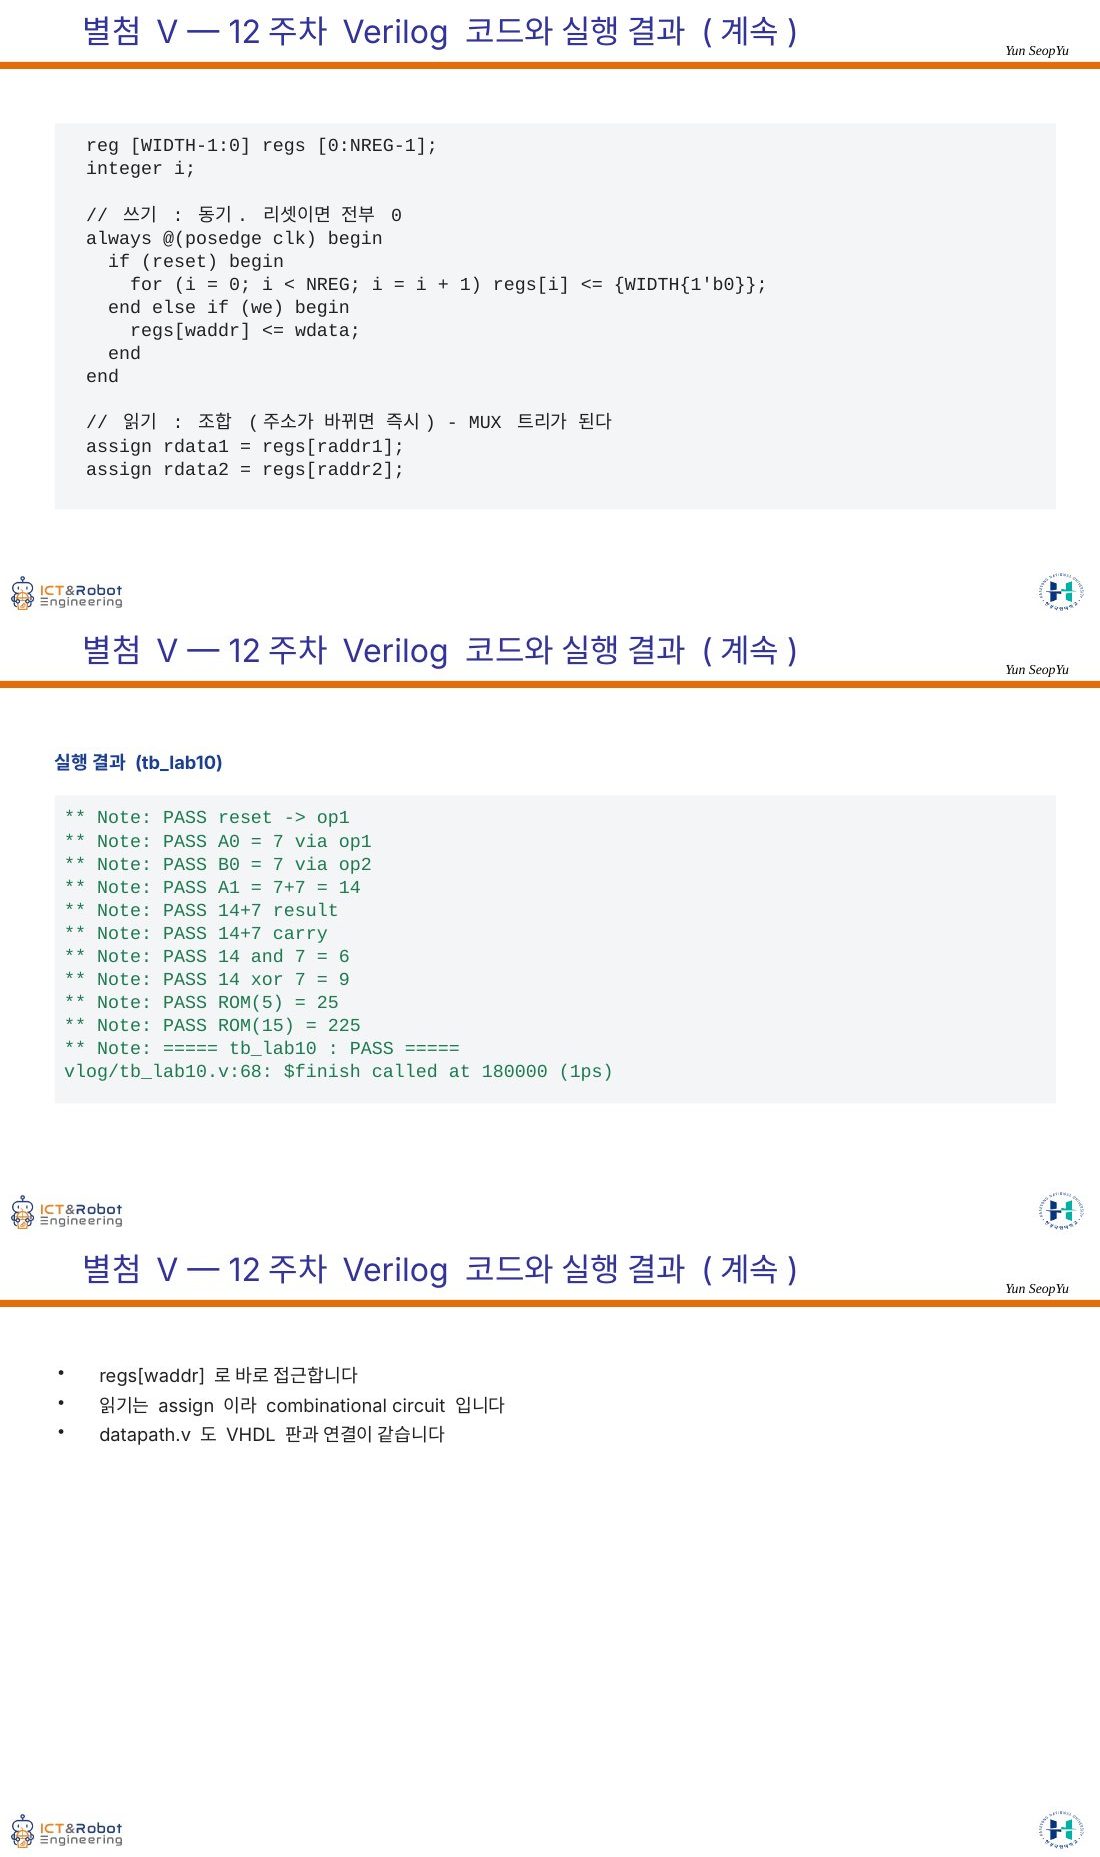 별첨 V — 12 주차 Verilog 코드와 실행 결과 ( 계속 )
Yun SeopYu
reg [WIDTH-1:0] regs [0:NREG-1];
integer i;
// 쓰기 : 동기 . 리셋이면 전부 0
always @(posedge clk) begin
if (reset) begin
for (i = 0; i < NREG; i = i + 1) regs[i] <= {WIDTH{1'b0}};
end else if (we) begin
regs[waddr] <= wdata;
end
end
// 읽기 : 조합 ( 주소가 바뀌면 즉시 ) - MUX 트리가 된다
assign rdata1 = regs[raddr1];
assign rdata2 = regs[raddr2];
ICT&Robot
Engineering
별첨 V — 12 주차 Verilog 코드와 실행 결과 ( 계속 )
Yun SeopYu
실행 결과 (tb_lab10)
** Note: PASS reset -> op1
** Note: PASS A0 = 7 via op1
** Note: PASS B0 = 7 via op2
** Note: PASS A1 = 7+7 = 14
** Note: PASS 14+7 result
** Note: PASS 14+7 carry
** Note: PASS 14 and 7 = 6
** Note: PASS 14 xor 7 = 9
** Note: PASS ROM(5) = 25
** Note: PASS ROM(15) = 225
** Note: ===== tb_lab10 : PASS =====
vlog/tb_lab10.v:68: $finish called at 180000 (1ps)
ICT&Robot
Engineering
별첨 V — 12 주차 Verilog 코드와 실행 결과 ( 계속 )
Yun SeopYu
• regs[waddr] 로 바로 접근합니다
• 읽기는 assign 이라 combinational circuit 입니다
• datapath.v 도 VHDL 판과 연결이 같습니다
ICT&Robot
Engineering